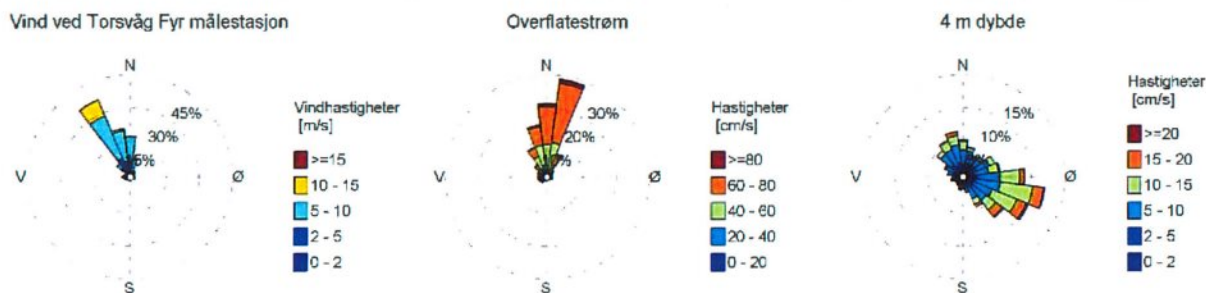 Vind ved Torsvåg Fyr målestasjon
N
45%
30%
V
S
Vindhastigheter
[m/s]
>=15
10 - 15
5 - 10
2 - 5
0 - 2
Overflatestrøm
N
30%
20%
V
Ø
S
Hastigheter
[cm/s]
>=80
60 - 80
40 - 60
20 - 40
0 - 20
4 m dybde
N
15%
10%
V
Ø
S
Hastigheter
[cm/s]
>=20
15 - 20
10 - 15
5 - 10
2 - 5
0 - 2